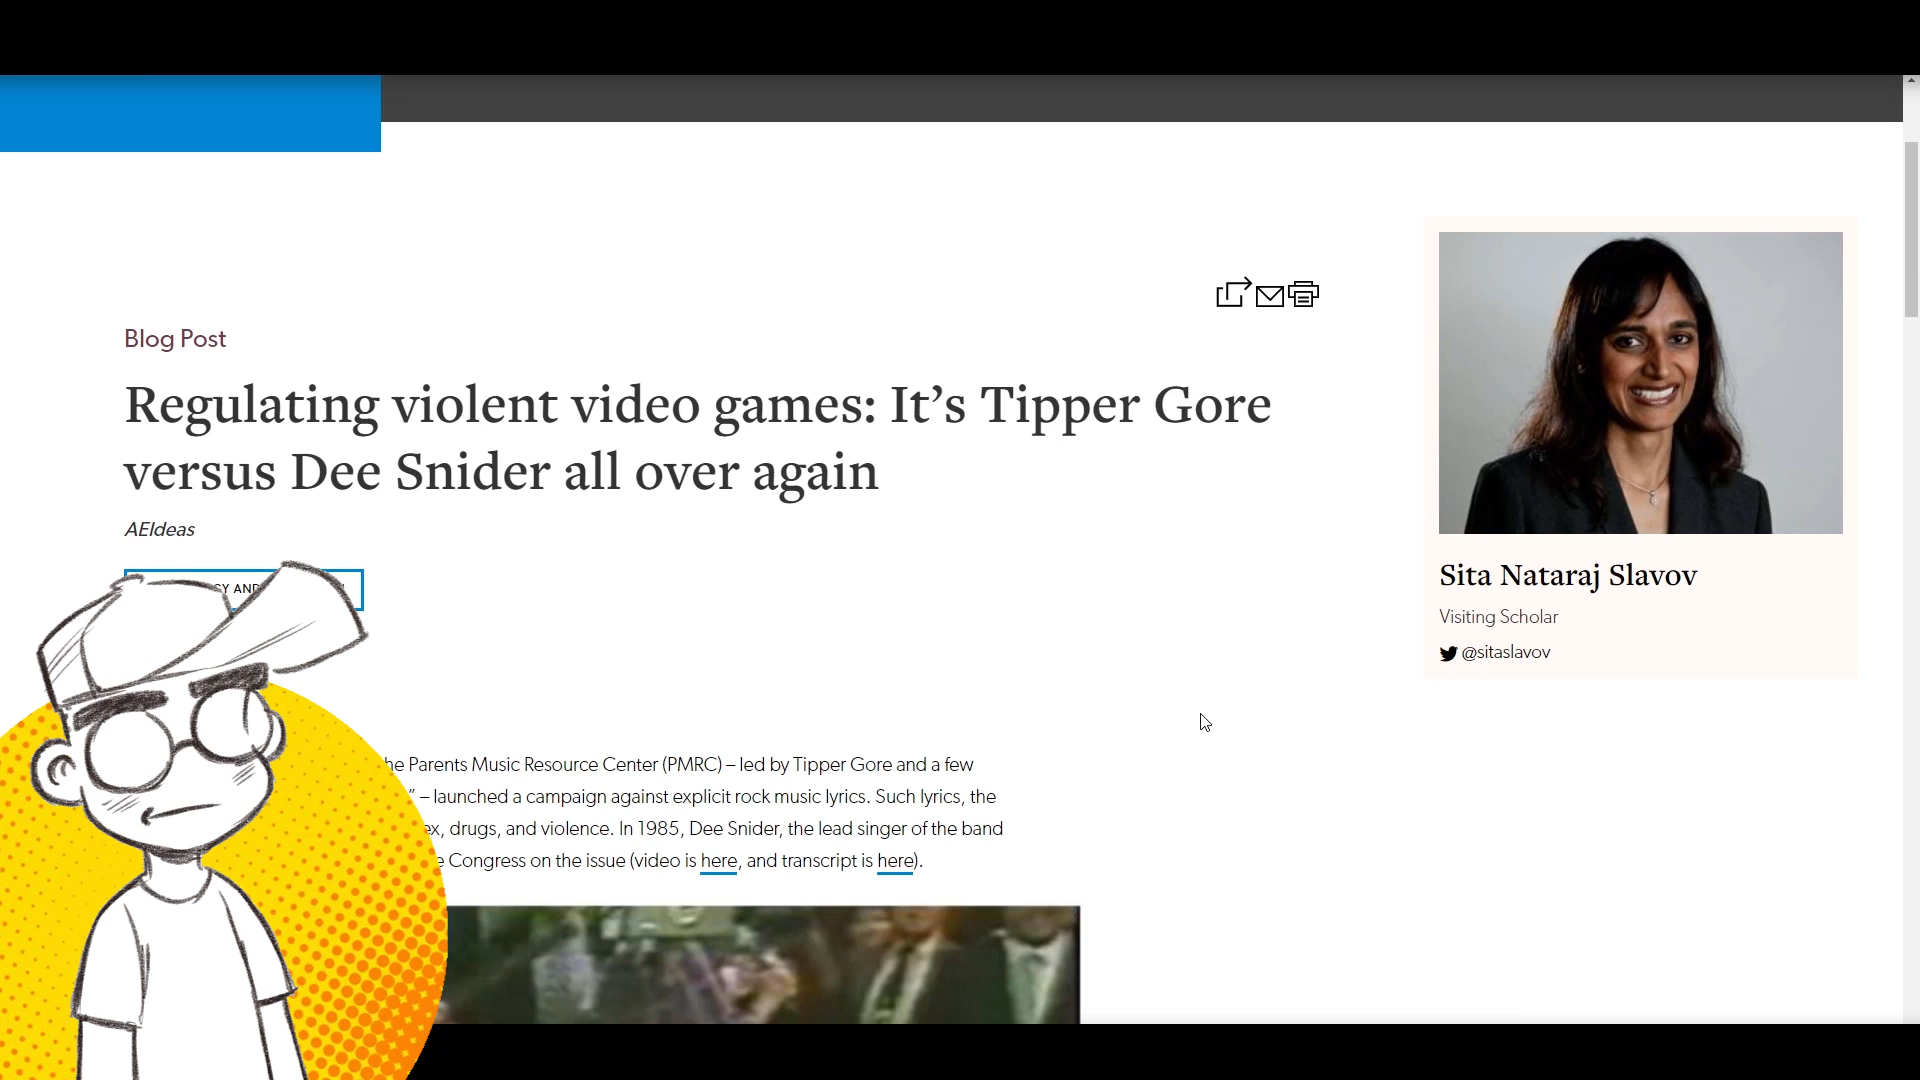 Blog Post
Regulating violent video games: It’s Tipper Gore
versus Dee Snider all over again
AEIdeas
AND
Parents Music Resource Center (PMRC) – led by Tipper Gore and a few
” – launched a campaign against explicit rock music lyrics. Such lyrics, the
drugs, and violence. In 1985, Dee Snider, the lead singer of the band
Congress on the issue (video is here, and transcript is here).
Sita Nataraj Slavov
Visiting Scholar
@sitaslavov